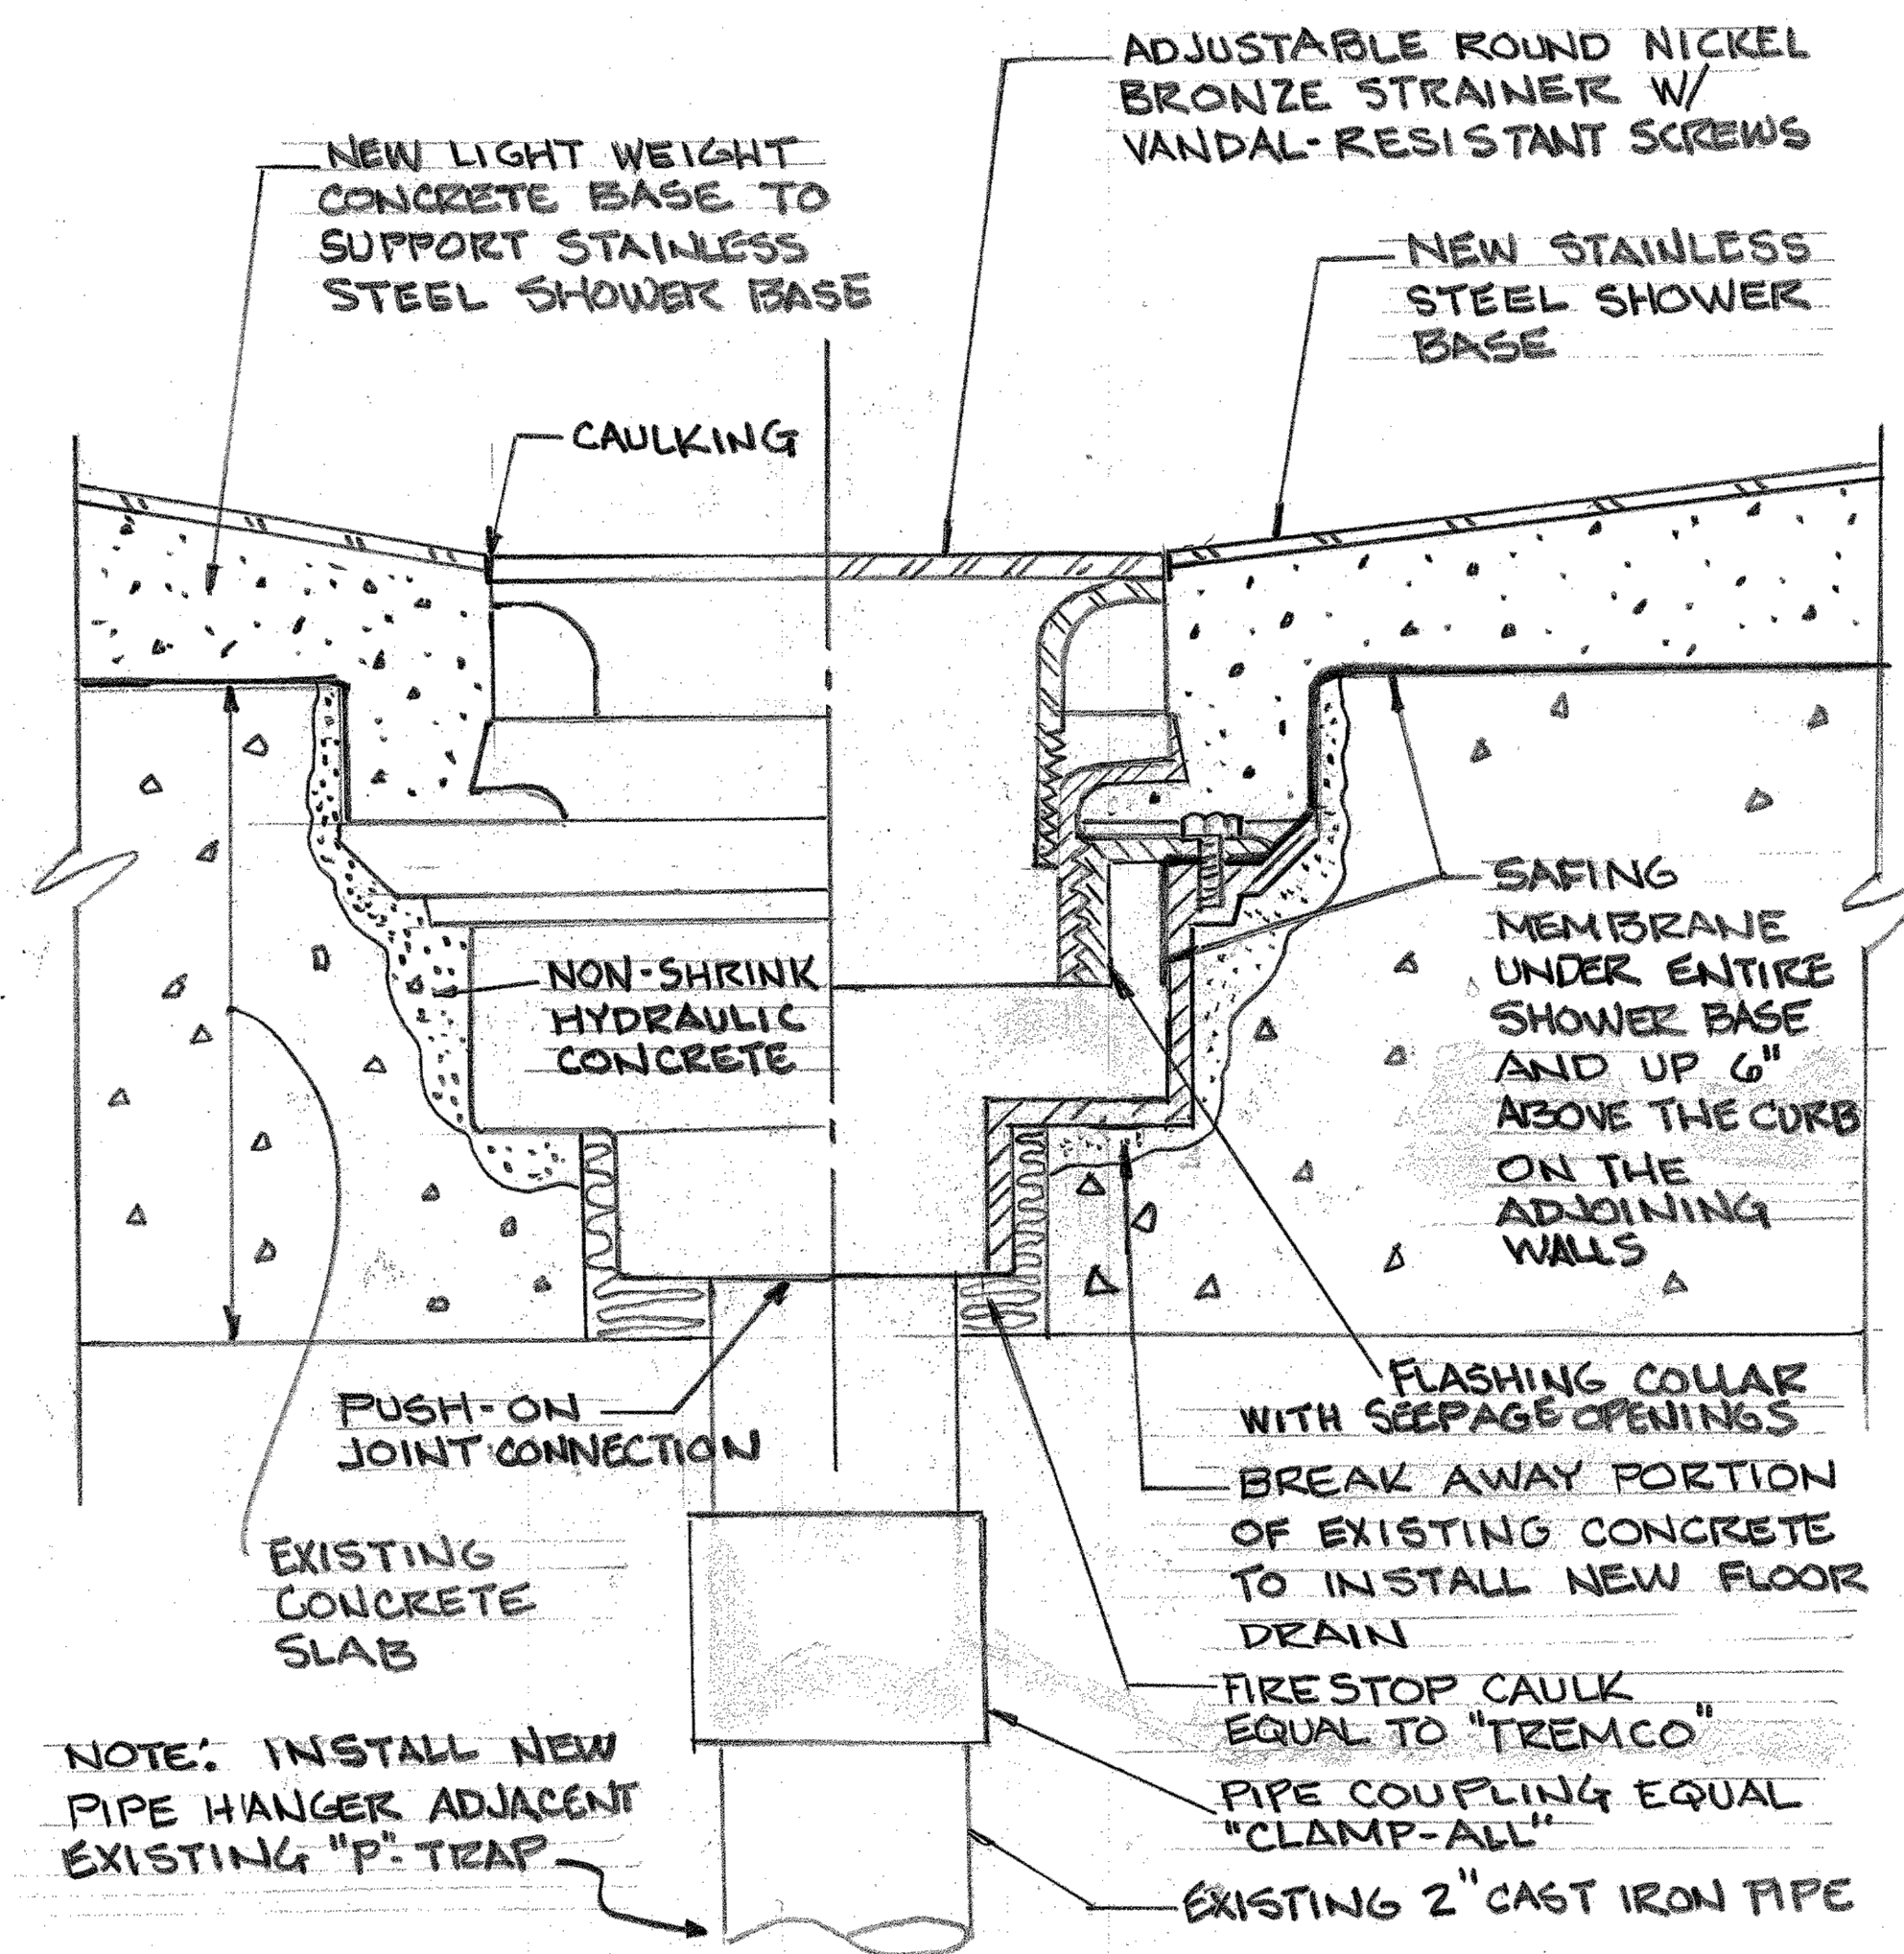 ADJUSTABLE ROUND NICKEL
BRONZE STRAINER W/
VANDAL-RESISTANT SCREWS
NEW LIGHT WEIGHT
CONCRETE BASE TO
SUPPORT STAINLESS
STEEL SHOWER BASE
NEW STAINLESS
STEEL SHOWER
BASE
CAULKING
SAFING
MEMBRANE
UNDER ENTIRE
SHOWER BASE
AND UP 6"
ABOVE THE CURB
ON THE
ADJOINING
WALLS
NON-SHRINK
HYDRAULIC
CONCRETE
PUSH-ON
JOINT CONNECTION
FLASHING COLLAR
WITH SEEPAGE OPENINGS
BREAK AWAY PORTION
OF EXISTING CONCRETE
TO INSTALL NEW FLOOR
DRAIN
EXISTING
CONCRETE
SLAB
FIRESTOP CAULK
EQUAL TO "TREMCO"
NOTE: INSTALL NEW
PIPE HANGER ADJACENT
EXISTING "P"-TRAP
PIPE COUPLING EQUAL
"CLAMP-ALL"
EXISTING 2" CAST IRON PIPE